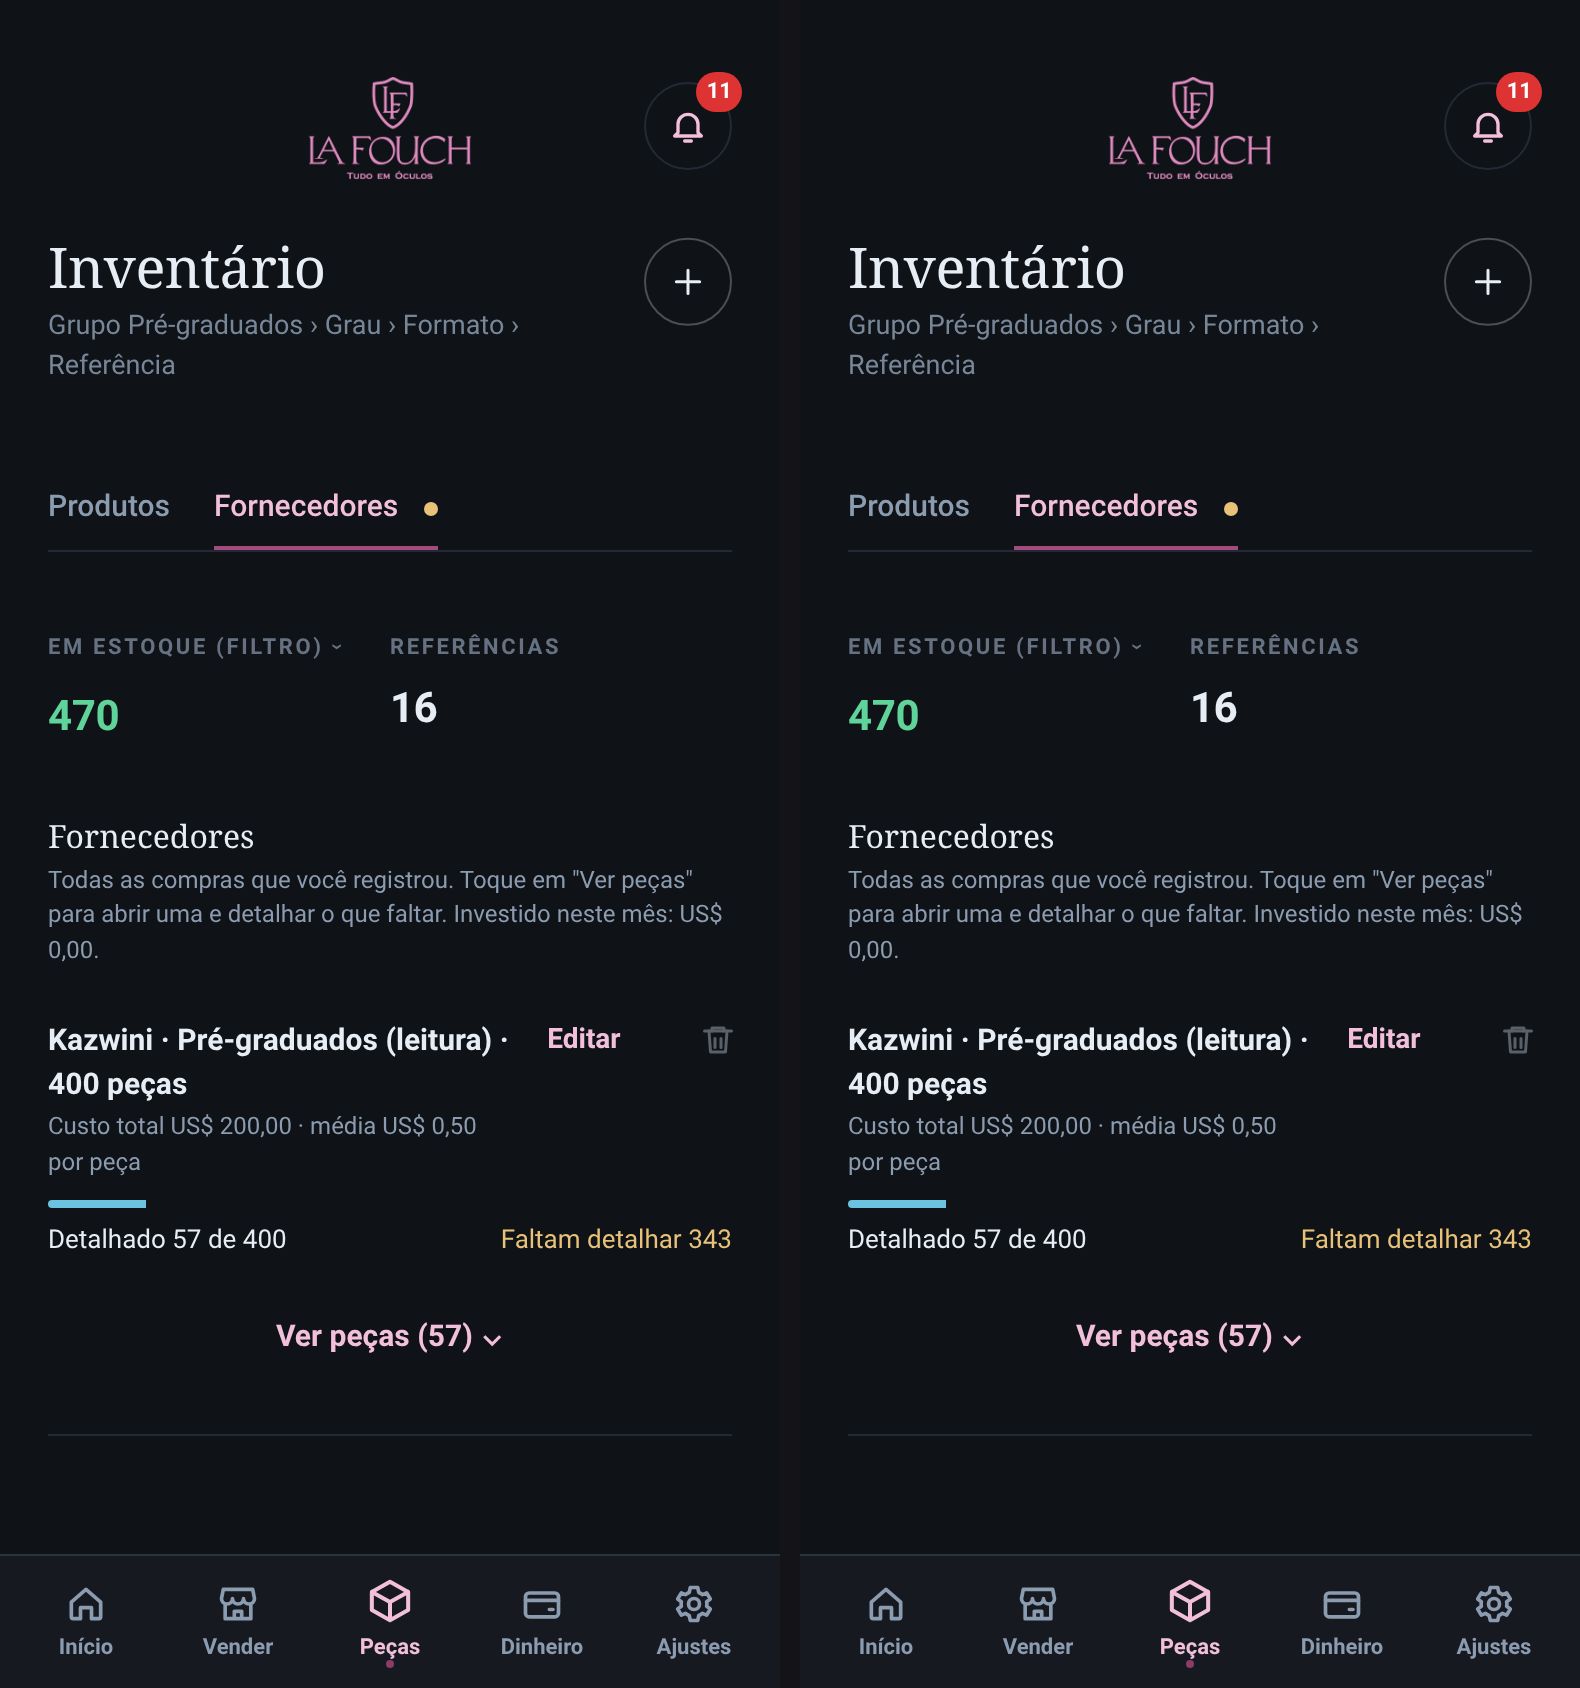 LF
LA FOUCH
TUDO EM ÓCULOS
11
Inventário
Grupo Pré-graduados › Grau › Formato ›
Referência
Produtos
Fornecedores
EM ESTOQUE (FILTRO)
REFERÊNCIAS
470
16
Fornecedores
Todas as compras que você registrou. Toque em "Ver peças"
para abrir uma e detalhar o que faltar. Investido neste mês: US$
0,00.
Kazwini · Pré-graduados (leitura) ·
400 peças
Editar
Custo total US$ 200,00 · média US$ 0,50
por peça
Detalhado 57 de 400
Faltam detalhar 343
Ver peças (57)
Início
Vender
Peças
Dinheiro
Ajustes
LF
LA FOUCH
TUDO EM ÓCULOS
11
Inventário
Grupo Pré-graduados › Grau › Formato ›
Referência
Produtos
Fornecedores
EM ESTOQUE (FILTRO)
REFERÊNCIAS
470
16
Fornecedores
Todas as compras que você registrou. Toque em "Ver peças"
para abrir uma e detalhar o que faltar. Investido neste mês: US$
0,00.
Kazwini · Pré-graduados (leitura) ·
400 peças
Editar
Custo total US$ 200,00 · média US$ 0,50
por peça
Detalhado 57 de 400
Faltam detalhar 343
Ver peças (57)
Início
Vender
Peças
Dinheiro
Ajustes